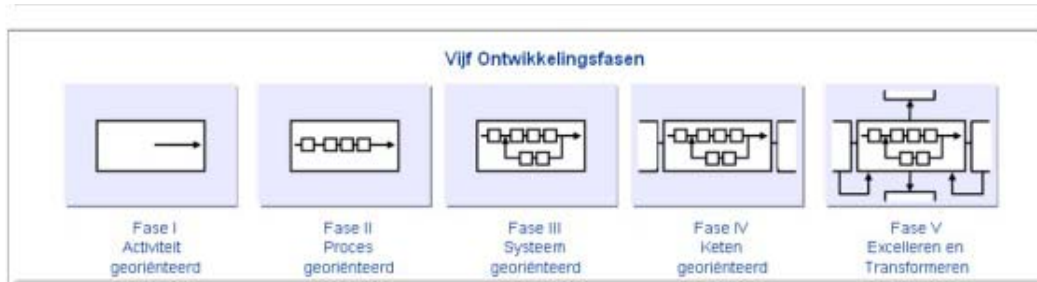 Vijf Ontwikkelingsfasen
Fase I
Activiteit
georiënteerd
Fase II
Proces
georiënteerd
Fase III
Systeem
georiënteerd
Fase IV
Keten
georiënteerd
Fase V
Excelleren en
Transformeren